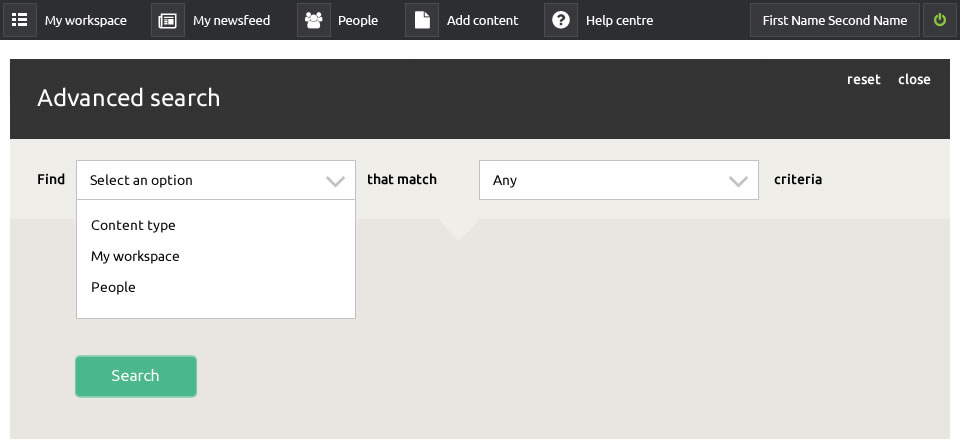 My workspace My newsfeed People Add content Help centre First Name Second Name
reset close
Advanced search
Find Select an option that match Any criteria
Content type
My workspace
People
Search